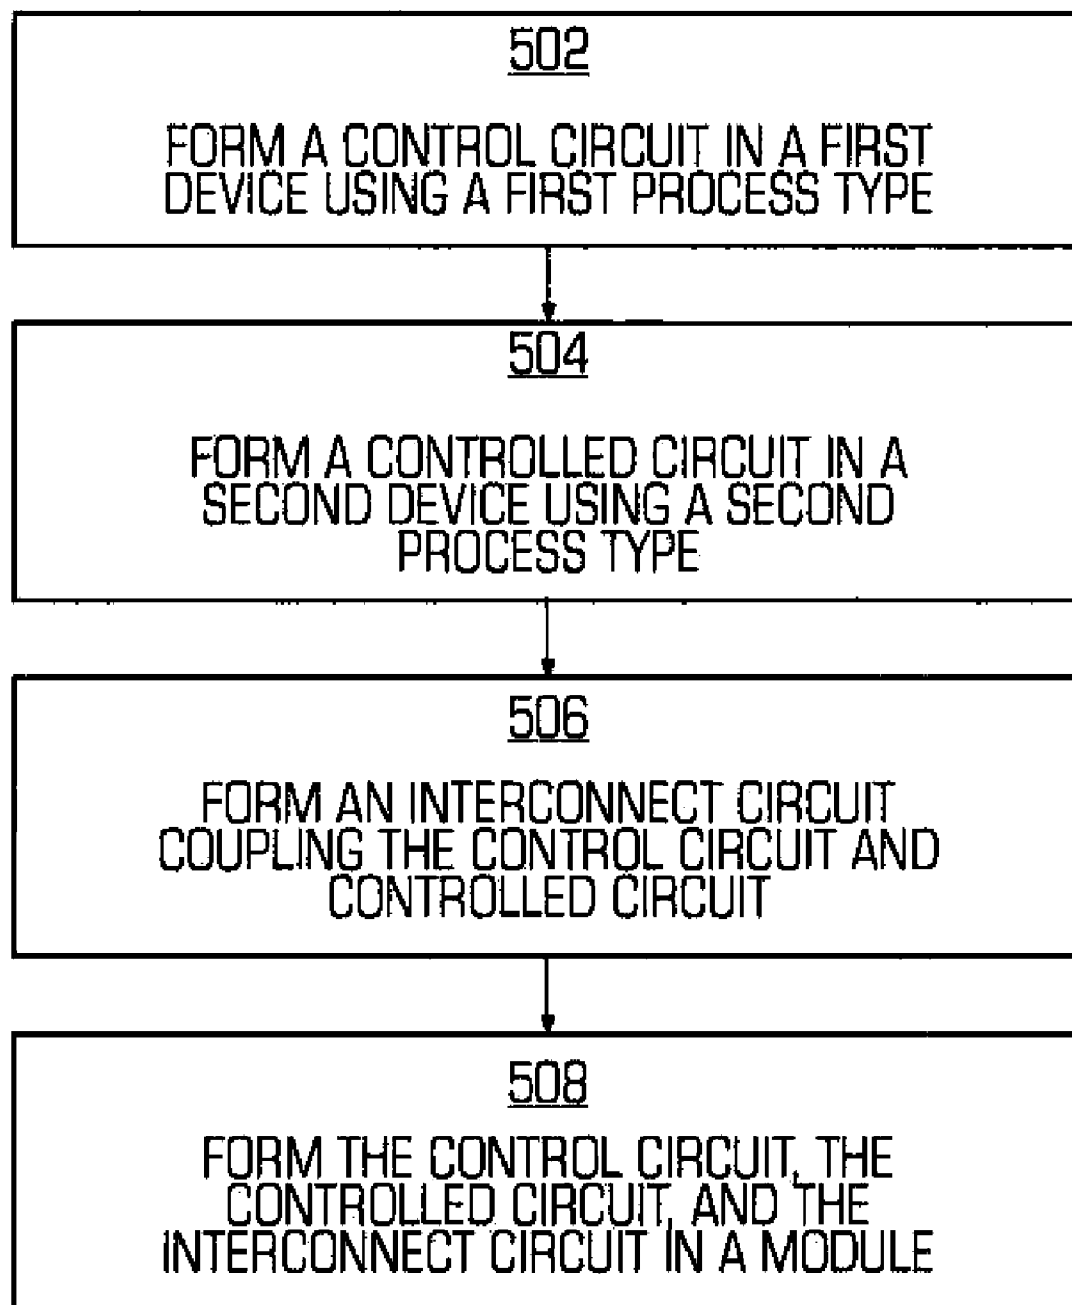 502
FORM A CONTROL CIRCUIT IN A FIRST
DEVICE USING A FIRST PROCESS TYPE
504
FORM A CONTROLLED CIRCUIT IN A
SECOND DEVICE USING A SECOND
PROCESS TYPE
506
FORM AN INTERCONNECT CIRCUIT
COUPLING THE CONTROL CIRCUIT AND
CONTROLLED CIRCUIT
508
FORM THE CONTROL CIRCUIT, THE
CONTROLLED CIRCUIT, AND THE
INTERCONNECT CIRCUIT IN A MODULE